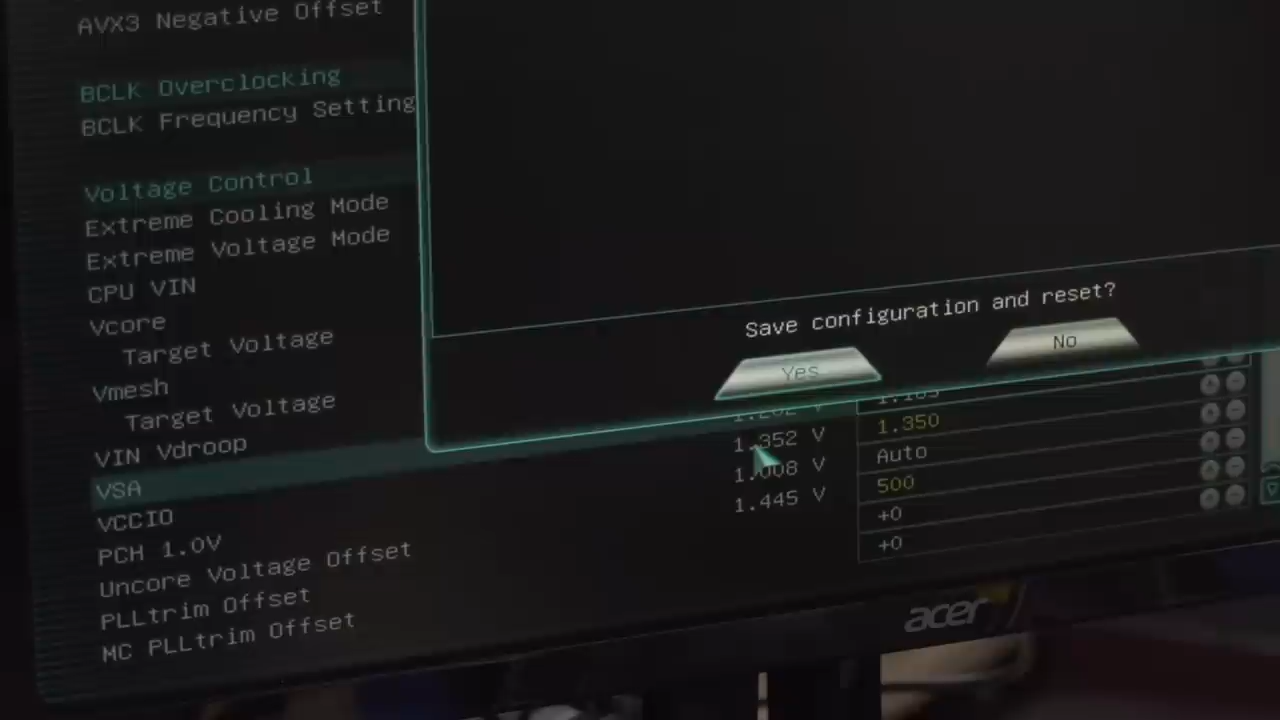 AVX3 Negative Offset
BCLK Overclocking
BCLK Frequency Setting
Voltage Control
Extreme Cooling Mode
Extreme Voltage Mode
CPU VIN
Vcore
Target Voltage
Vmesh
Target Voltage
VIN Vdroop
VSA
VCCIO
PCH 1.0V
Uncore Voltage Offset
PLLtrim Offset
MC PLLtrim Offset
Save configuration and reset?
Yes
No
1.352 V
1.008 V
1.445 V
1.350
Auto
500
+0
+0
acer